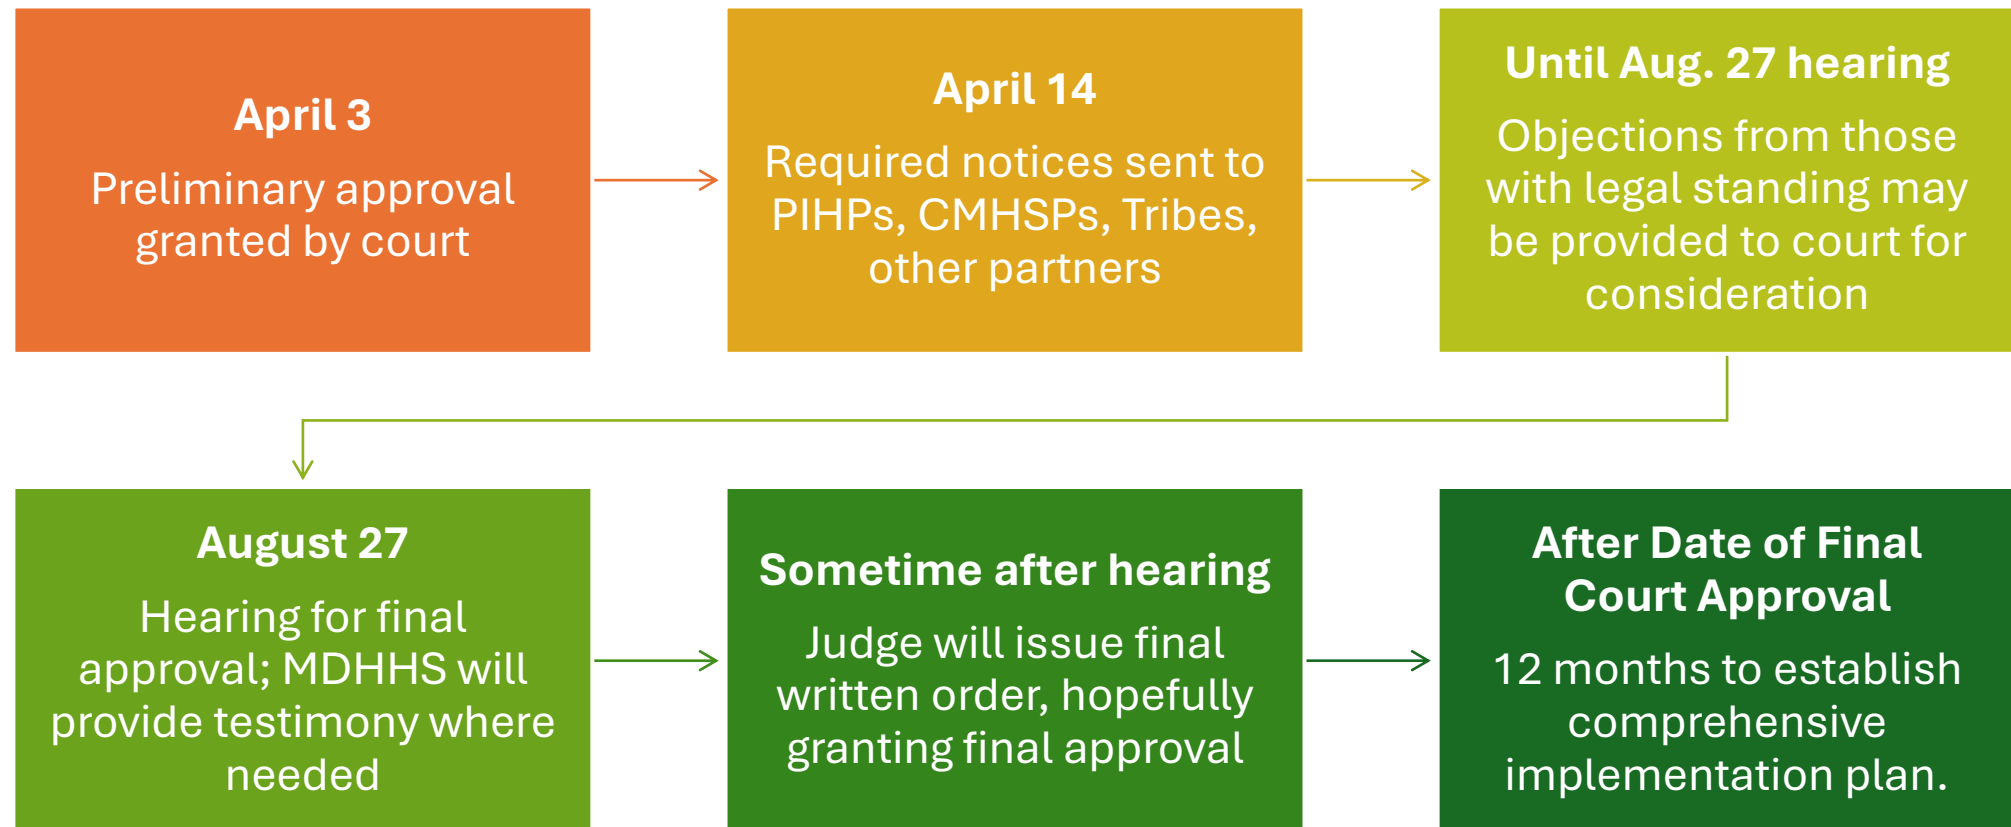 April 3
Preliminary approval
granted by court
April 14
Required notices sent to
PIHPs, CMHSPs, Tribes,
other partners
Until Aug. 27 hearing
Objections from those
with legal standing may
be provided to court for
consideration
August 27
Hearing for final
approval; MDHHS will
provide testimony where
needed
Sometime after hearing
Judge will issue final
written order, hopefully
granting final approval
After Date of Final
Court Approval
12 months to establish
comprehensive
implementation plan.